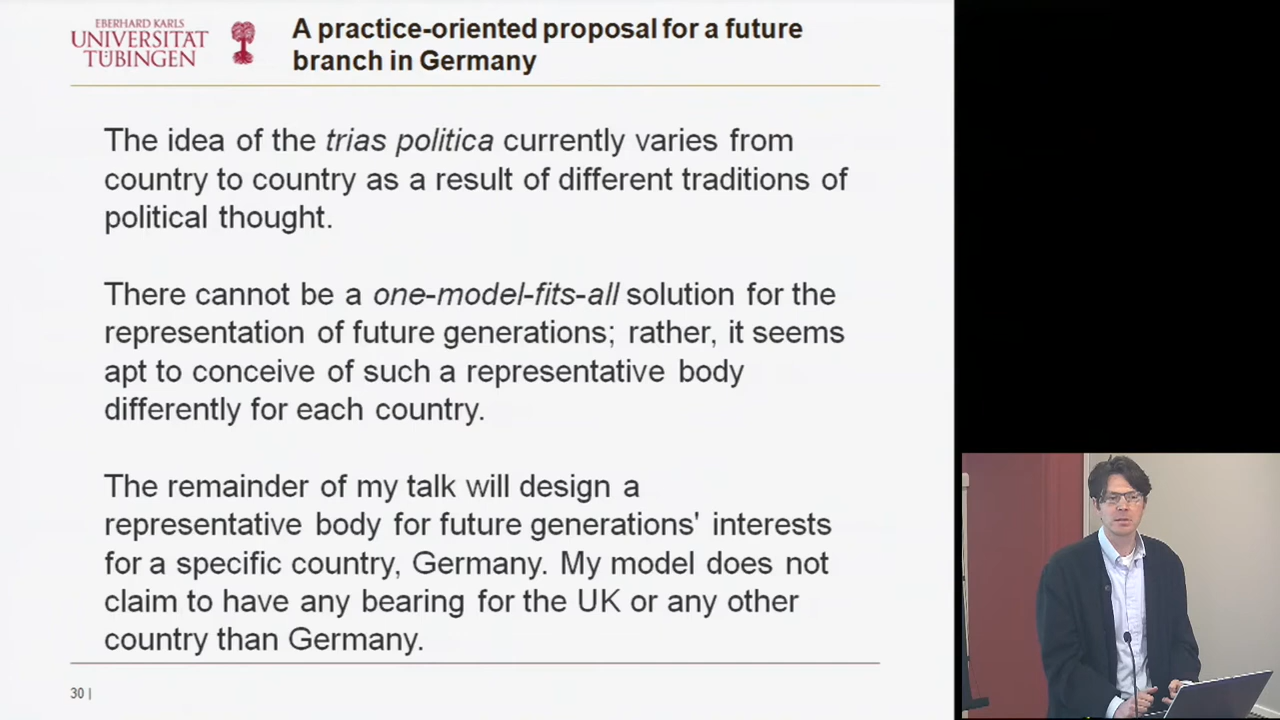 EBERHARD KARLS
UNIVERSITÄT
TÜBINGEN
A practice-oriented proposal for a future
branch in Germany
The idea of the trias politica currently varies from
country to country as a result of different traditions of
political thought.
There cannot be a one-model-fits-all solution for the
representation of future generations; rather, it seems
apt to conceive of such a representative body
differently for each country.
The remainder of my talk will design a
representative body for future generations' interests
for a specific country, Germany. My model does not
claim to have any bearing for the UK or any other
country than Germany.
30 |